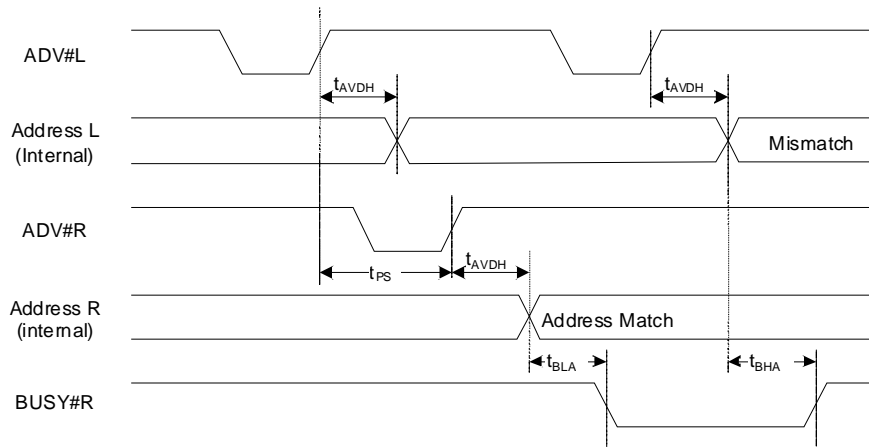 ADV#L
tAVDH
tAVDH
Address L
(Internal)
Mismatch
ADV#R
tAVDH
tPS
Address R
(internal)
Address Match
tBLA
tBHA
BUSY#R